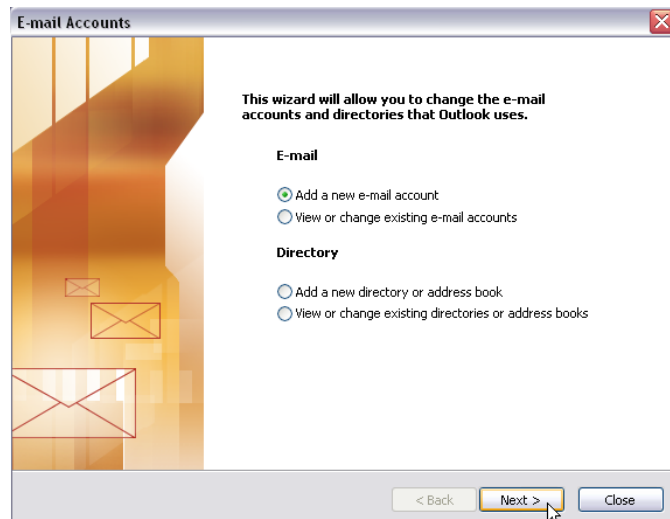 E-mail Accounts
This wizard will allow you to change the e-mail
accounts and directories that Outlook uses.
E-mail
Add a new e-mail account
View or change existing e-mail accounts
Directory
Add a new directory or address book
View or change existing directories or address books
< Back Next > Close